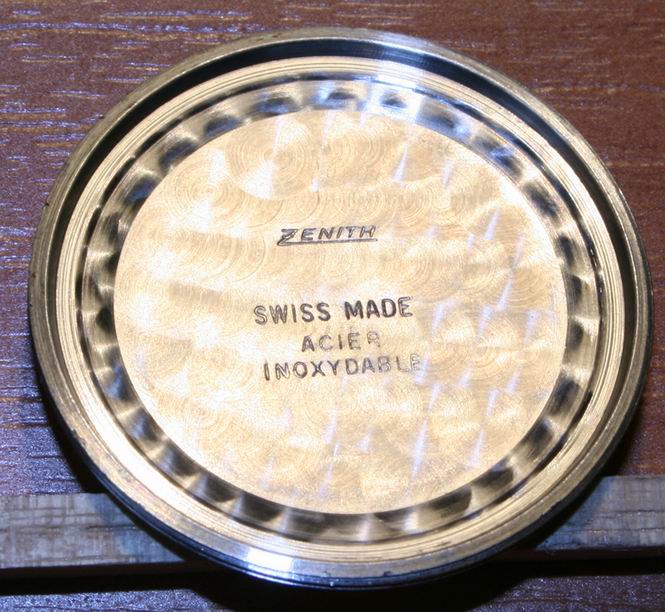 ZENITH
SWISS MADE
ACIER
INOXYDABLE